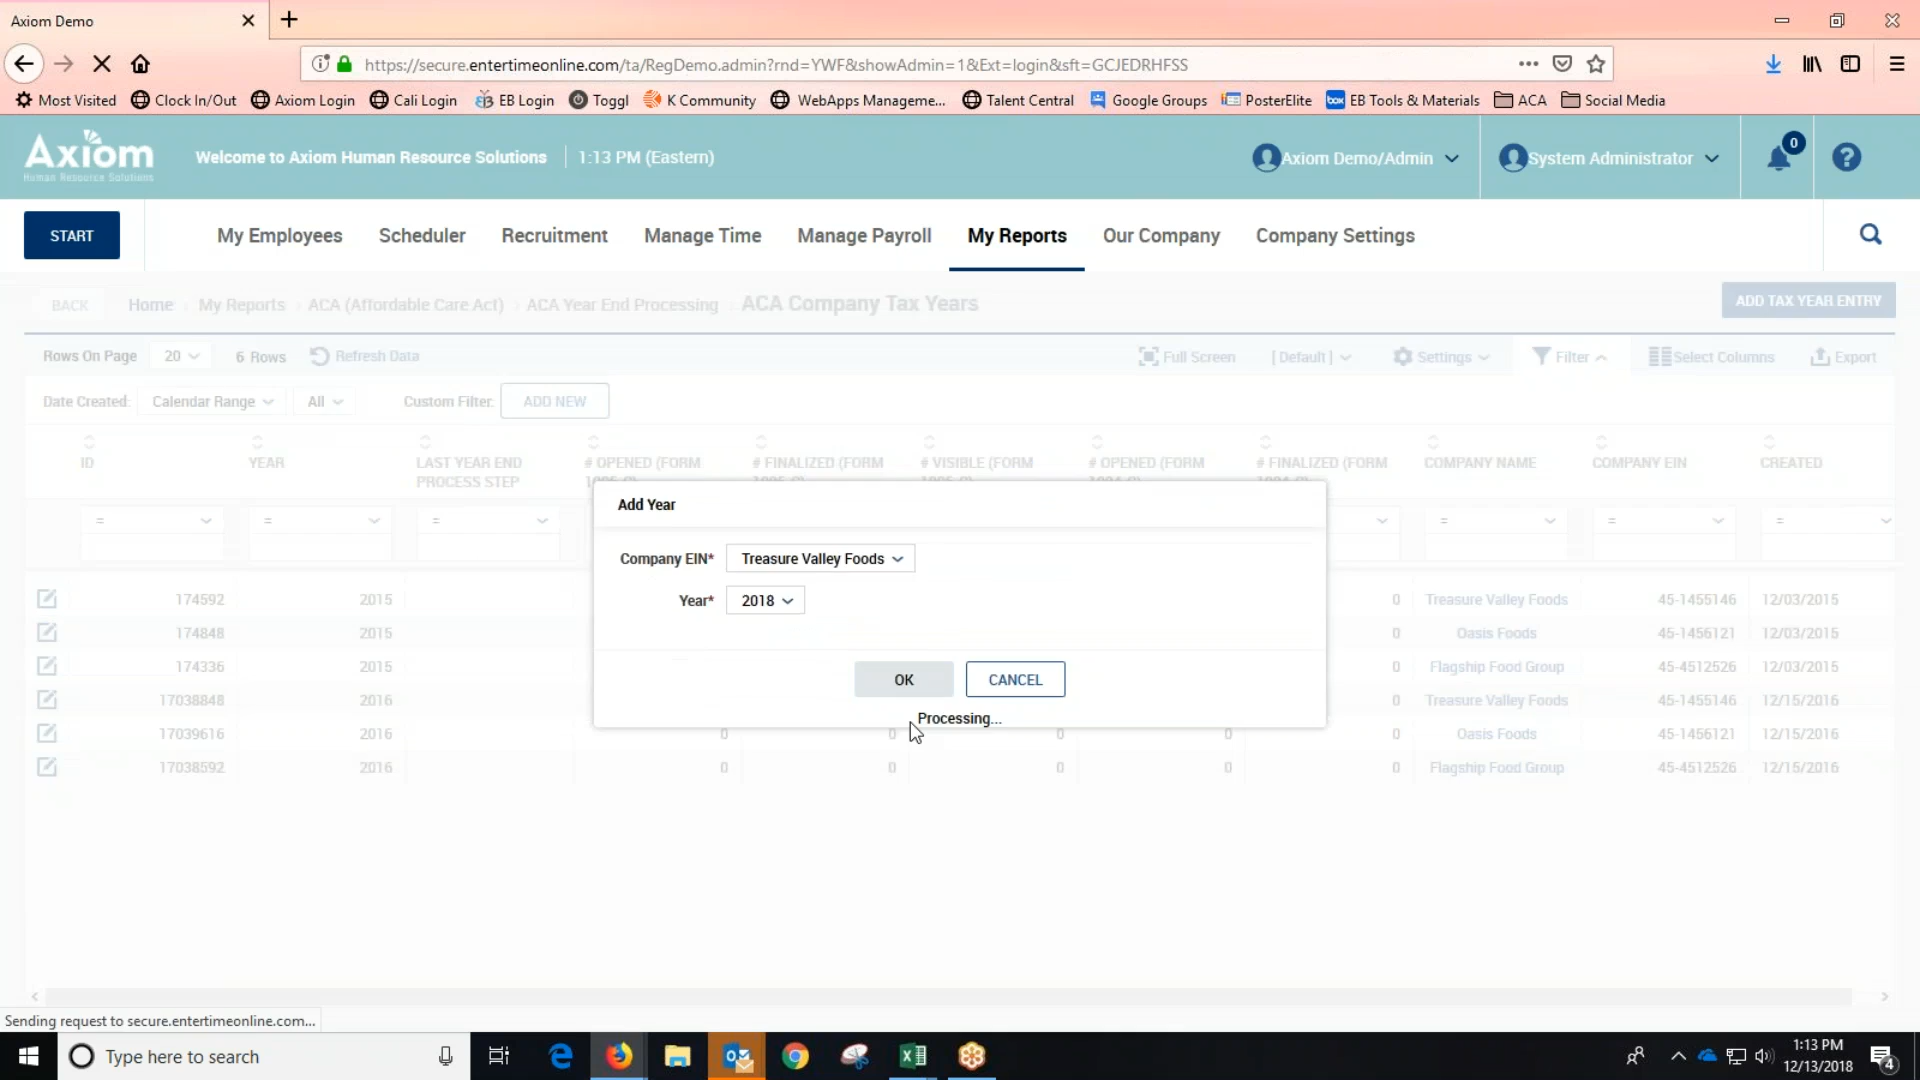 Axiom Demo
https://secure.entertimeonline.com/ta/RegDemo.admin?rnd=YWF&showAdmin=1&Ext=login&sft=GCJEDRHFSS
Most Visited Clock In/Out Axiom Login Cali Login EB Login Toggl K Community WebApps Manageme... Talent Central Google Groups PosterElite box EB Tools & Materials ACA Social Media
Axiom
Human Resource Solutions
Welcome to Axiom Human Resource Solutions 1:13 PM (Eastern) Axiom Demo/Admin System Administrator 0 ?
START My Employees Scheduler Recruitment Manage Time Manage Payroll My Reports Our Company Company Settings
BACK Home My Reports ACA (Affordable Care Act) ACA Year End Processing ACA Company Tax Years ADD TAX YEAR ENTRY
Rows On Page 20 6 Rows Refresh Data Full Screen [ Default ] Settings Filter Select Columns Export
Date Created: Calendar Range All Custom Filter: ADD NEW
ID YEAR LAST YEAR END # OPENED (FORM # FINALIZED (FORM # VISIBLE (FORM # OPENED (FORM # FINALIZED (FORM COMPANY NAME COMPANY EIN CREATED
PROCESS STEP
= = = = = =
Add Year
Company EIN* Treasure Valley Foods
Year* 2018
OK CANCEL
Processing...
174592 2015 0 Treasure Valley Foods 45-1455146 12/03/2015
174848 2015 0 Oasis Foods 45-1456121 12/03/2015
174336 2015 0 Flagship Food Group 45-4512526 12/03/2015
17038848 2016 0 Treasure Valley Foods 45-1455146 12/15/2016
17039616 2016 0 0 0 0 0 Oasis Foods 45-1456121 12/15/2016
17038592 2016 0 0 0 0 0 Flagship Food Group 45-4512526 12/15/2016
Sending request to secure.entertimeonline.com...
Type here to search
1:13 PM
12/13/2018
4